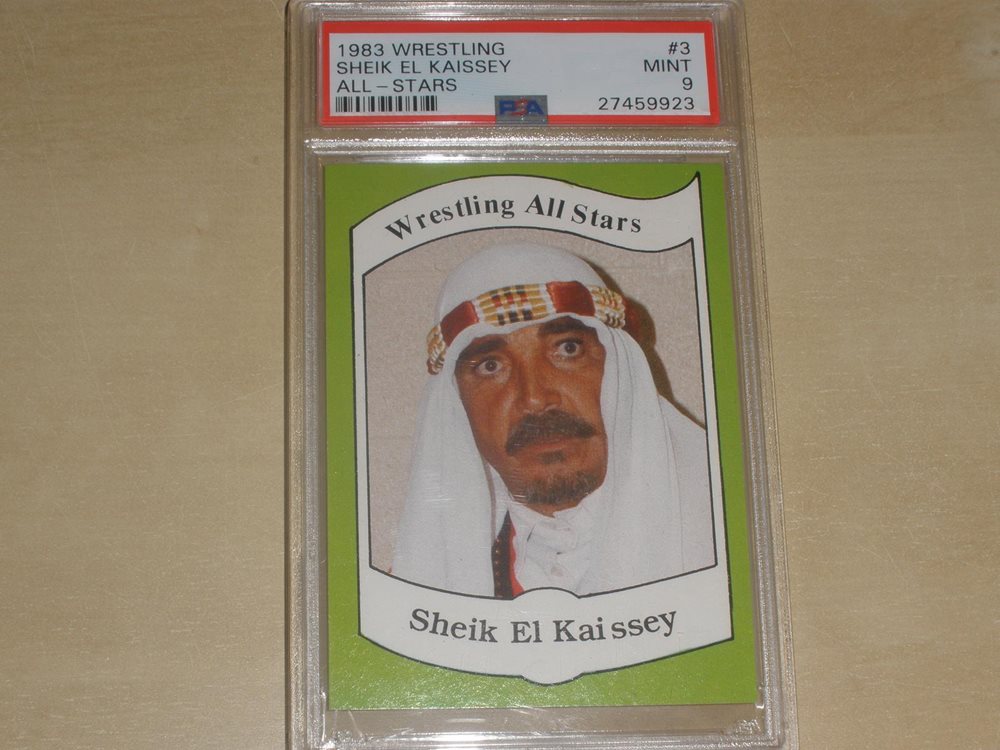 1983 WRESTLING #3
SHEIK EL KAISSEY MINT
ALL - STARS 9
PSA 27459923
Wrestling All Stars
Sheik El Kaissey